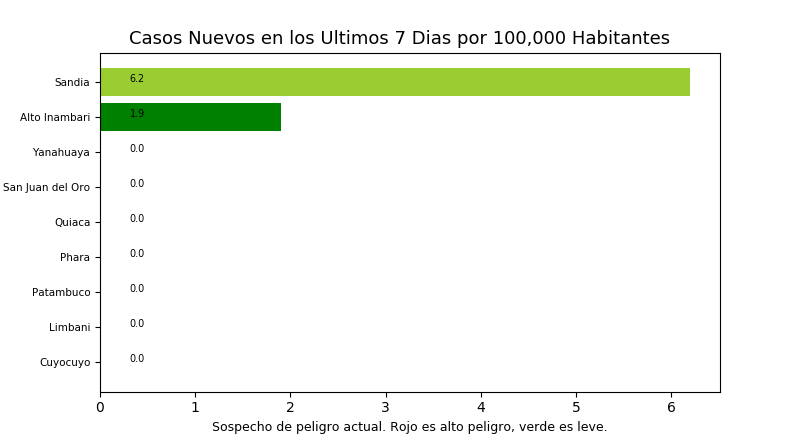 Casos Nuevos en los Ultimos 7 Dias por 100,000 Habitantes
Sandia 6.2
Alto Inambari 1.9
Yanahuaya 0.0
San Juan del Oro 0.0
Quiaca 0.0
Phara 0.0
Patambuco 0.0
Limbani 0.0
Cuyocuyo 0.0
0 1 2 3 4 5 6
Sospecho de peligro actual. Rojo es alto peligro, verde es leve.